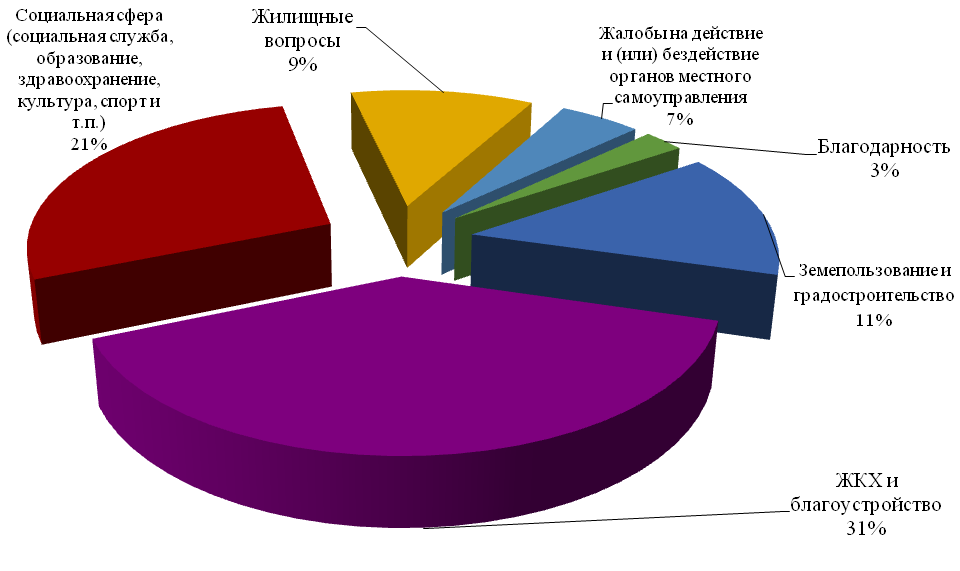 Социальная сфера
(социальная служба,
образование,
здравоохранение,
культура, спорт и
т.п.)
21%
Жилищные
вопросы
9%
Жалобы на действие
и (или) бездействие
органов местного
самоуправления
7%
Благодарность
3%
Земепользование и
градостроительство
11%
ЖКХ и
благоустройство
31%